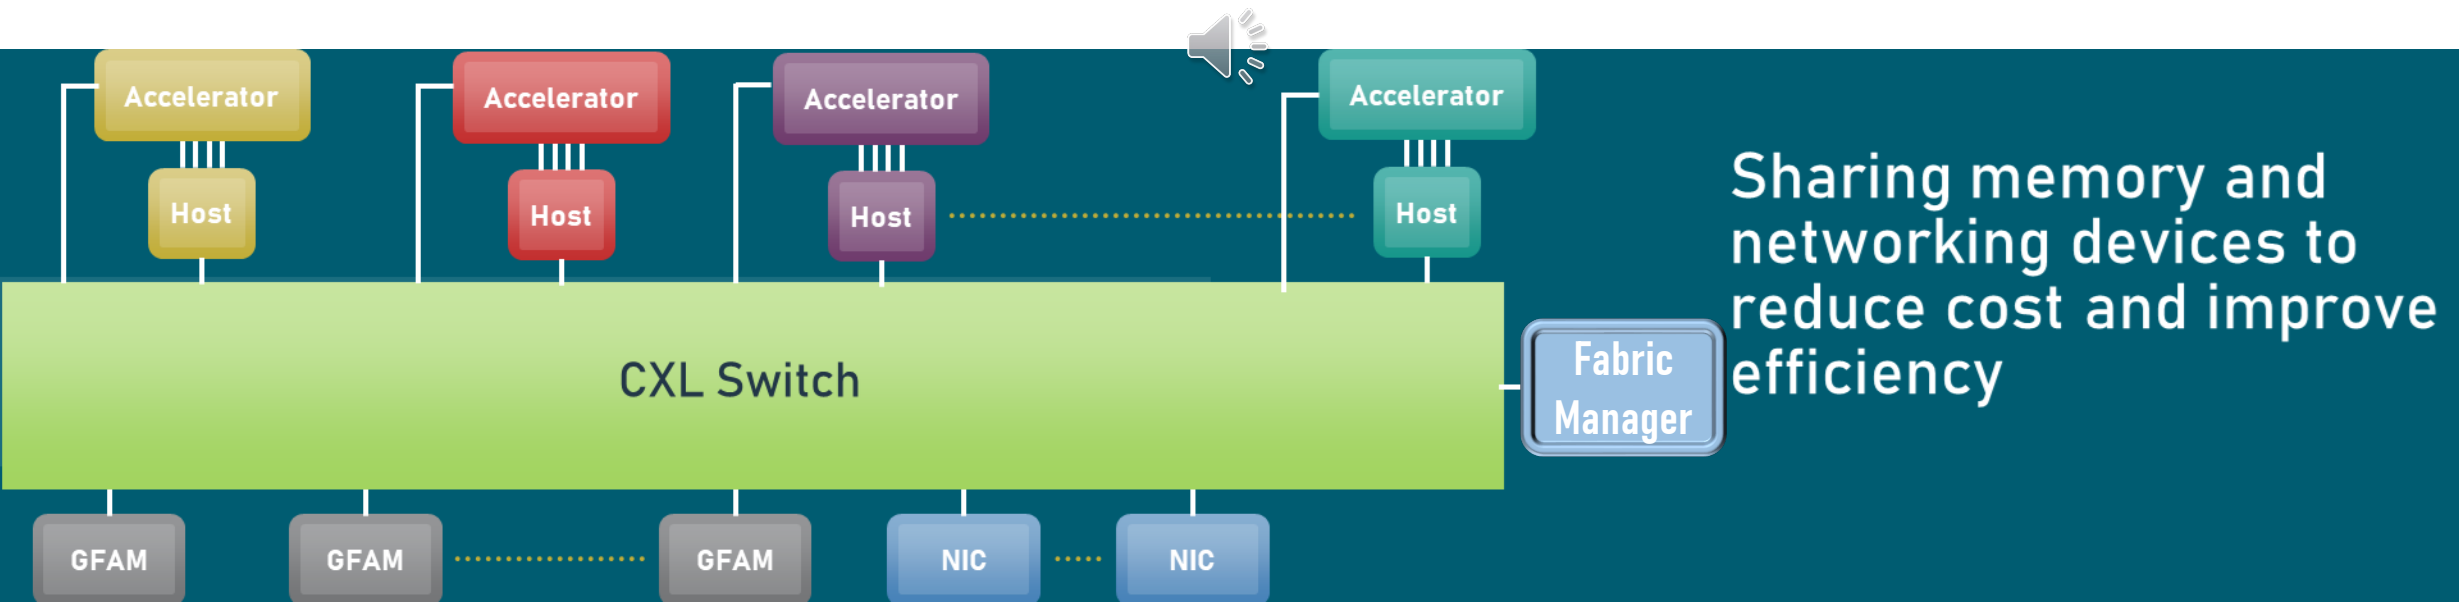 Accelerator
Accelerator
Accelerator
Accelerator
Host
Host
Host
Host
Sharing memory and
networking devices to
reduce cost and improve
efficiency
CXL Switch
Fabric
Manager
GFAM
GFAM
GFAM
NIC
NIC